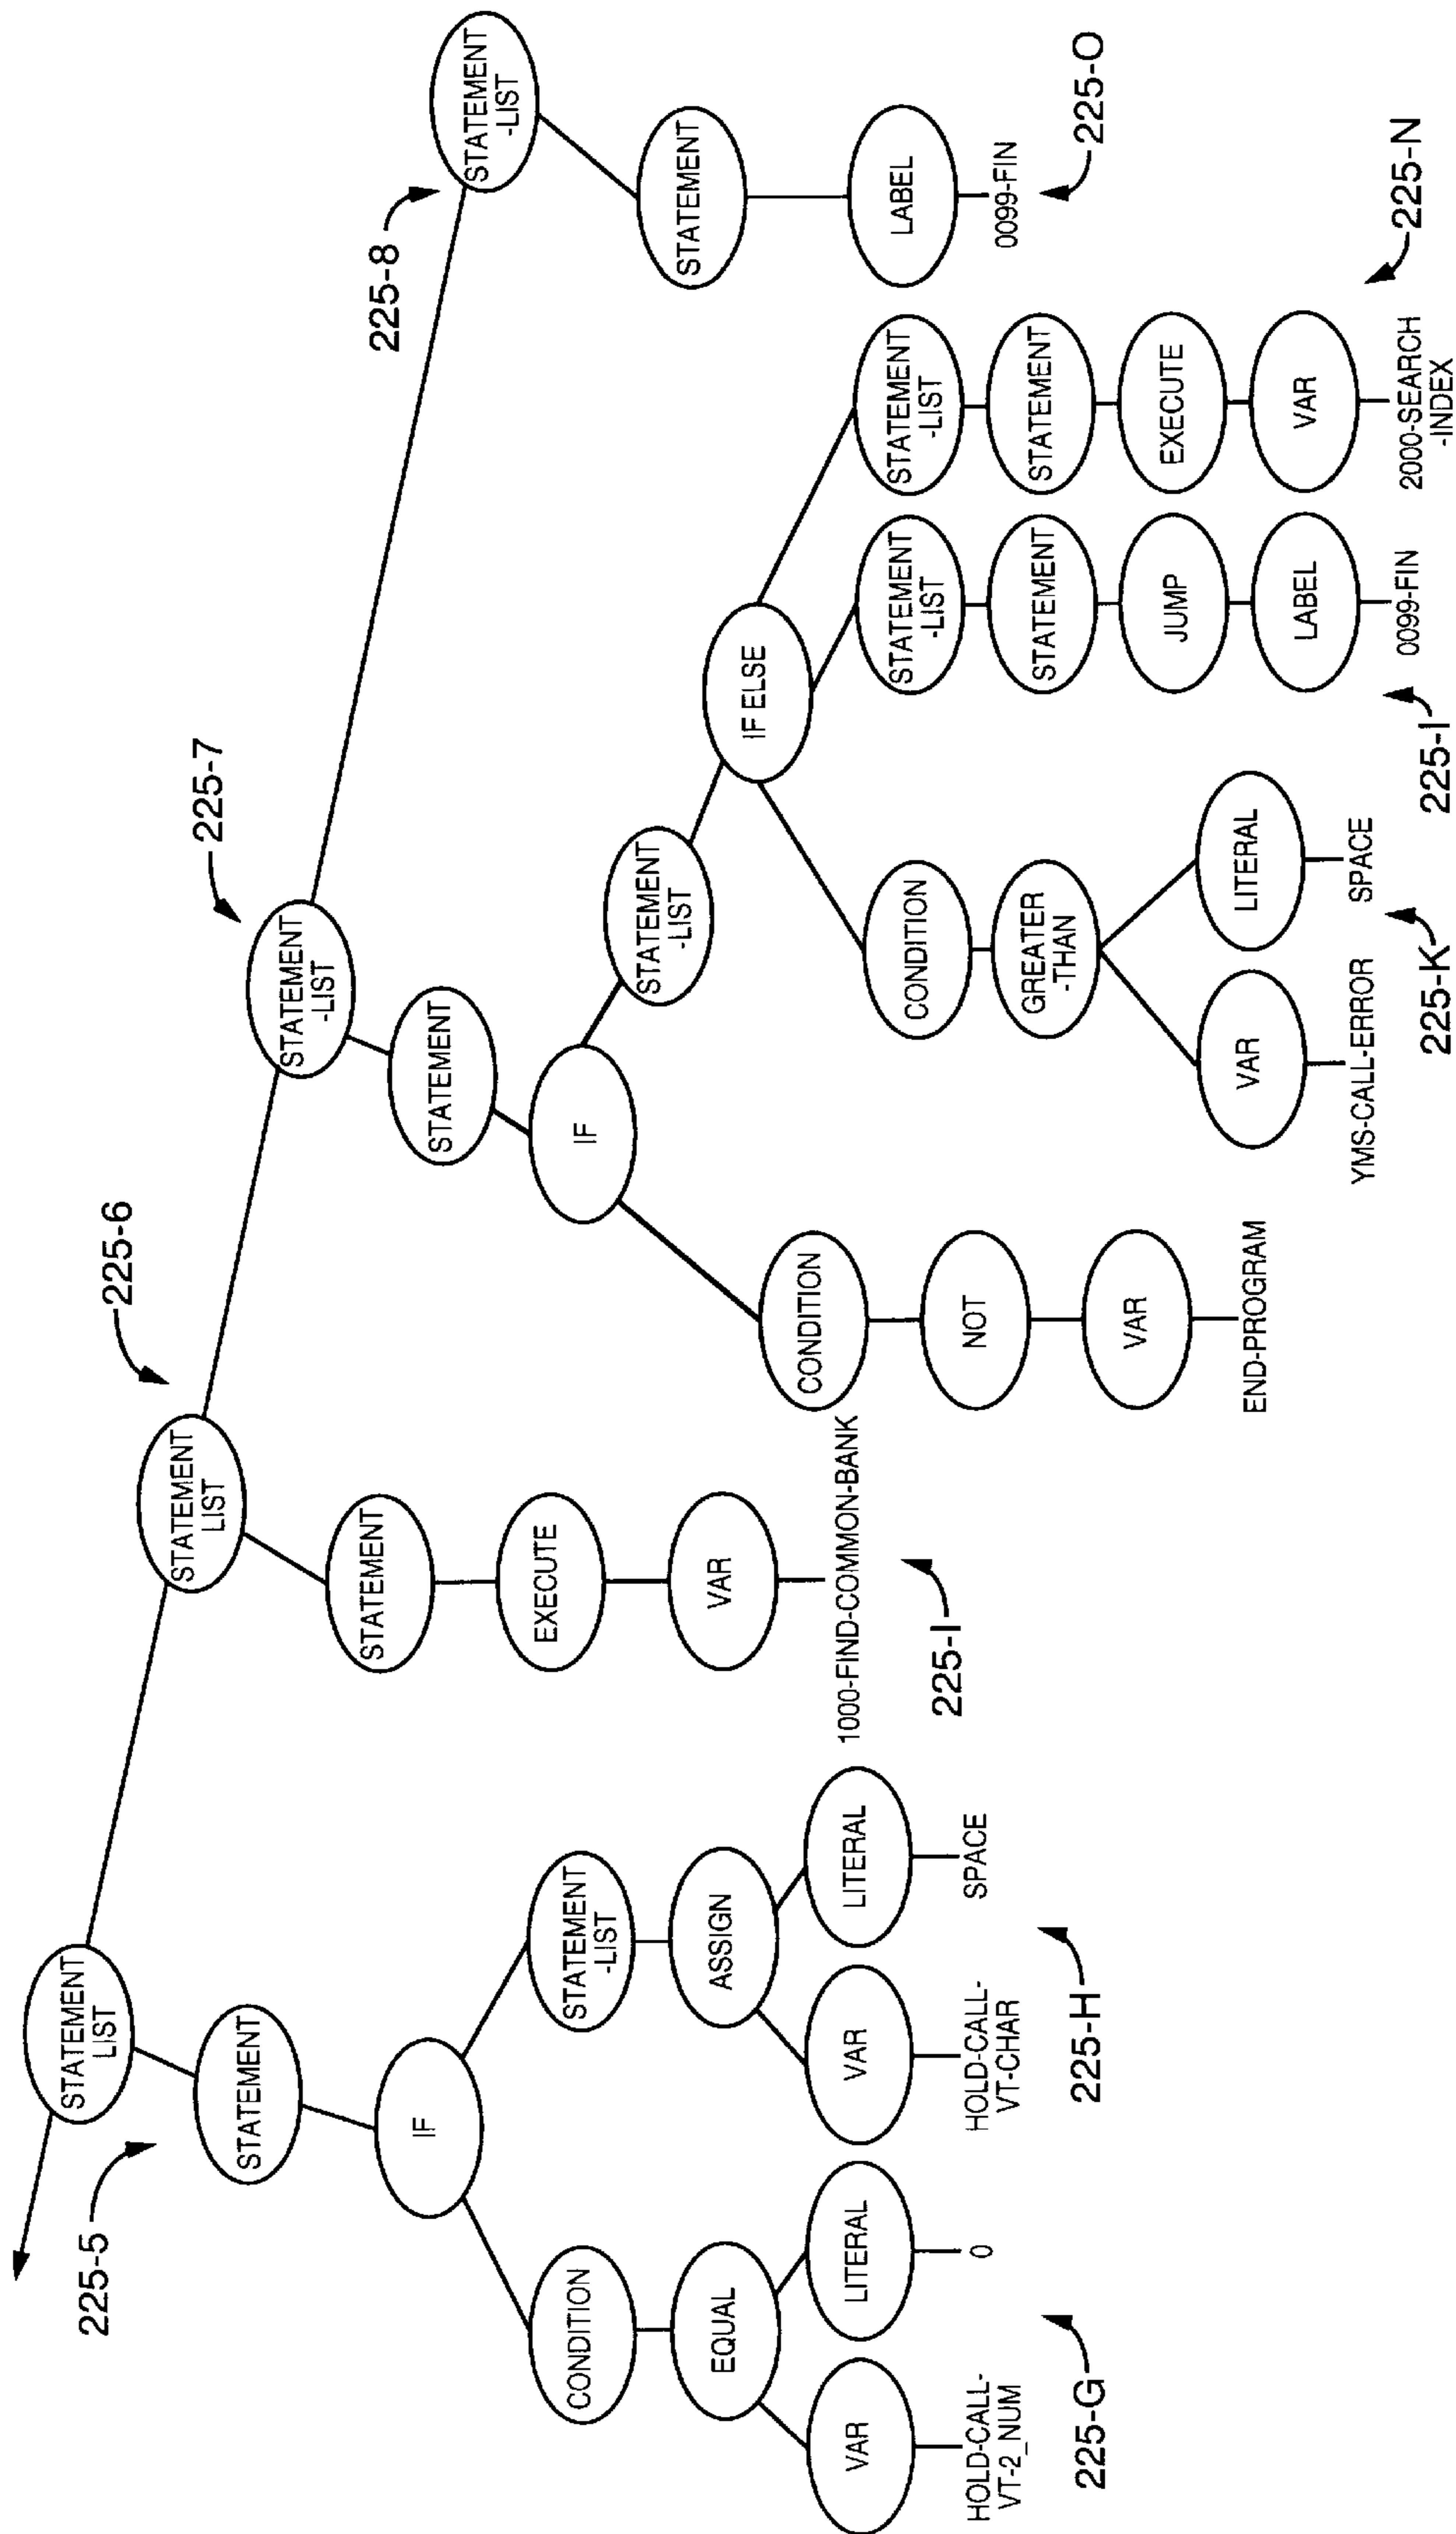 STATEMENT
LIST
225-5
STATEMENT
IF
CONDITION
EQUAL
VAR
HOLD-CALL-
VT-2_NUM
LITERAL
0
225-G
STATEMENT
-LIST
ASSIGN
VAR
HOLD-CALL-
VT-CHAR
LITERAL
SPACE
225-H
225-6
STATEMENT
LIST
STATEMENT
EXECUTE
VAR
1000-FIND-COMMON-BANK
225-I
225-7
STATEMENT
-LIST
STATEMENT
IF
CONDITION
NOT
VAR
END-PROGRAM
STATEMENT
-LIST
IF ELSE
CONDITION
GREATER
-THAN
VAR
YMS-CALL-ERROR
LITERAL
SPACE
225-K
STATEMENT
-LIST
STATEMENT
JUMP
LABEL
0099-FIN
225-I
STATEMENT
-LIST
STATEMENT
EXECUTE
VAR
2000-SEARCH
-INDEX
225-N
225-8
STATEMENT
-LIST
STATEMENT
LABEL
0099-FIN
225-O